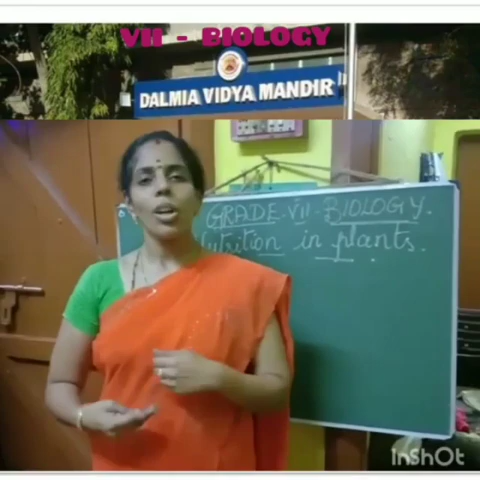 VII - BIOLOGY
DALMIA VIDYA MANDIR
GRADE-VII-BIOLOGY.
Nutrition in plants.
InShOt